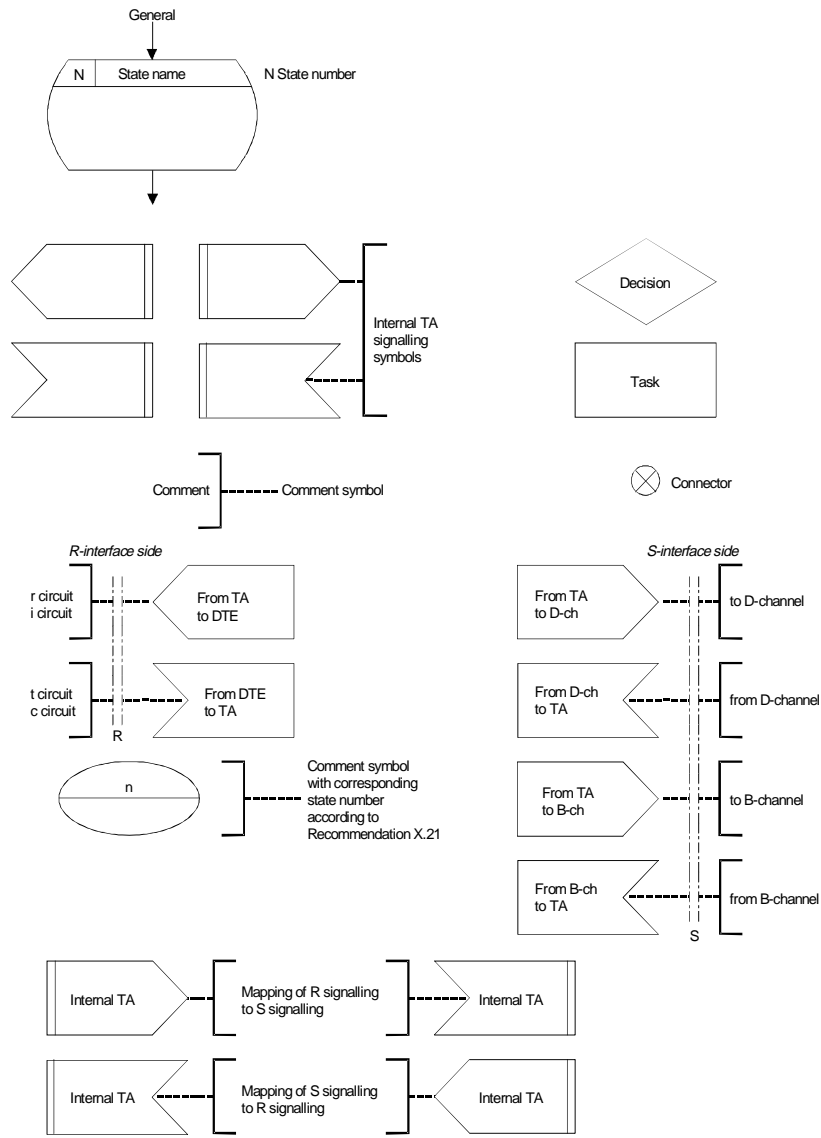 General
N
State name
N State number
Internal TA
signalling
symbols
Decision
Task
Comment
Comment symbol
Connector
R-interface side
S-interface side
r circuit
i circuit
From TA
to DTE
From TA
to D-ch
to D-channel
t circuit
c circuit
From DTE
to TA
From D-ch
to TA
from D-channel
R
n
Comment symbol
with corresponding
state number
according to
Recommendation X.21
From TA
to B-ch
to B-channel
From B-ch
to TA
from B-channel
S
Internal TA
Mapping of R signalling
to S signalling
Internal TA
Internal TA
Mapping of S signalling
to R signalling
Internal TA